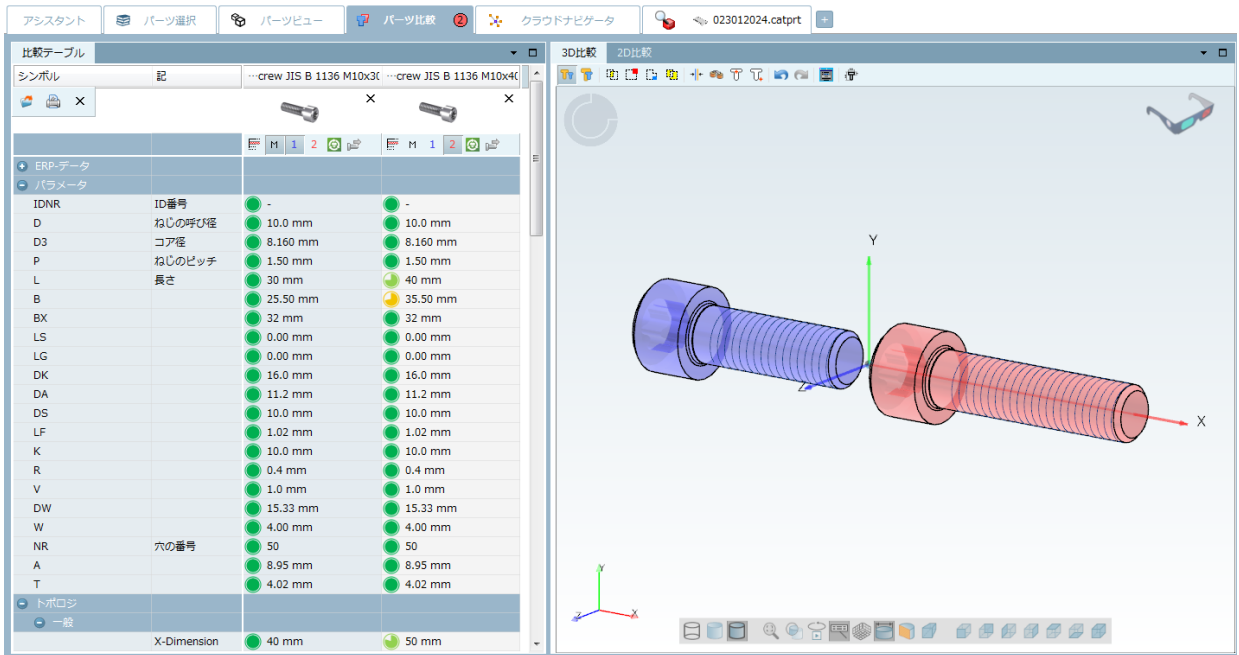 アシスタント パーツ選択 パーツビュー パーツ比較 2 クラウドナビゲータ 023012024.catprt +
比較テーブル
シンボル 記 ···crew JIS B 1136 M10x3( ···crew JIS B 1136 M10x4(
M 1 2 M 1 2
ERP-データ
パラメータ
IDNR ID番号 - -
D ねじの呼び径 10.0 mm 10.0 mm
D3 コア径 8.160 mm 8.160 mm
P ねじのピッチ 1.50 mm 1.50 mm
L 長さ 30 mm 40 mm
B 25.50 mm 35.50 mm
BX 32 mm 32 mm
LS 0.00 mm 0.00 mm
LG 0.00 mm 0.00 mm
DK 16.0 mm 16.0 mm
DA 11.2 mm 11.2 mm
DS 10.0 mm 10.0 mm
LF 1.02 mm 1.02 mm
K 10.0 mm 10.0 mm
R 0.4 mm 0.4 mm
V 1.0 mm 1.0 mm
DW 15.33 mm 15.33 mm
W 4.00 mm 4.00 mm
NR 穴の番号 50 50
A 8.95 mm 8.95 mm
T 4.02 mm 4.02 mm
トポロジ
一般
X-Dimension 40 mm 50 mm
3D比較 2D比較
Y
Z
X
Y
Z
X